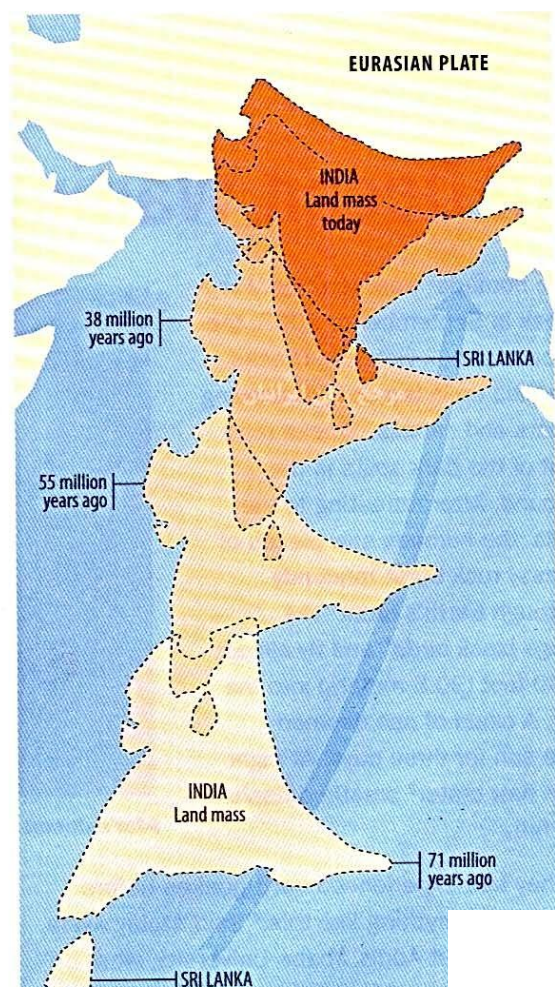 EURASIAN PLATE
INDIA
Land mass
today
38 million
years ago
SRI LANKA
55 million
years ago
INDIA
Land mass
71 million
years ago
SRI LANKA